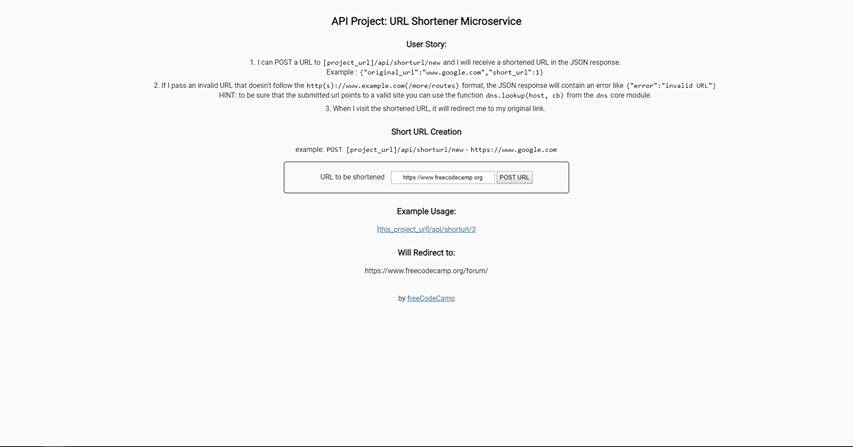 API Project: URL Shortener Microservice
User Story:
1. I can POST a URL to [project_url]/api/shorturl/new and I will receive a shortened URL in the JSON response.
Example : {"original_url":"www.google.com","short_url":1}
2. If I pass an invalid URL that doesn't follow the http(s)://www.example.com(/more/routes) format, the JSON response will contain an error like {"error":"invalid URL"}
HINT: to be sure that the submitted url points to a valid site you can use the function dns.lookup(host, cb) from the dns core module.
3. When I visit the shortened URL, it will redirect me to my original link.
Short URL Creation
example: POST [project_url]/api/shorturl/new - https://www.google.com
URL to be shortened https://www.freecodecamp.org POST URL
Example Usage:
[this_project_url]/api/shorturl/3
Will Redirect to:
https://www.freecodecamp.org/forum/
by freeCodeCamp